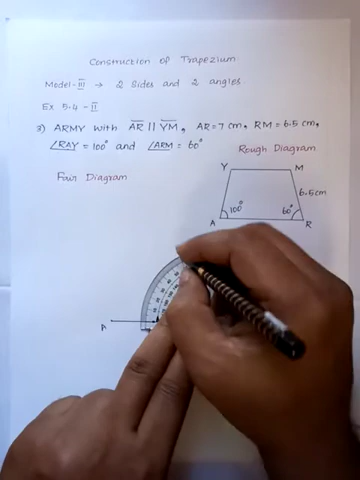 Construction of Trapezium
Model-III → 2 Sides and 2 angles.
Ex 5.4 - II
3) ARMY with AR || YM, AR = 7 cm, RM = 6.5 cm,
∠RAY = 100° and ∠ARM = 60°
Rough Diagram
Fair Diagram
Y M
6.5cm
100° 60°
A R
A